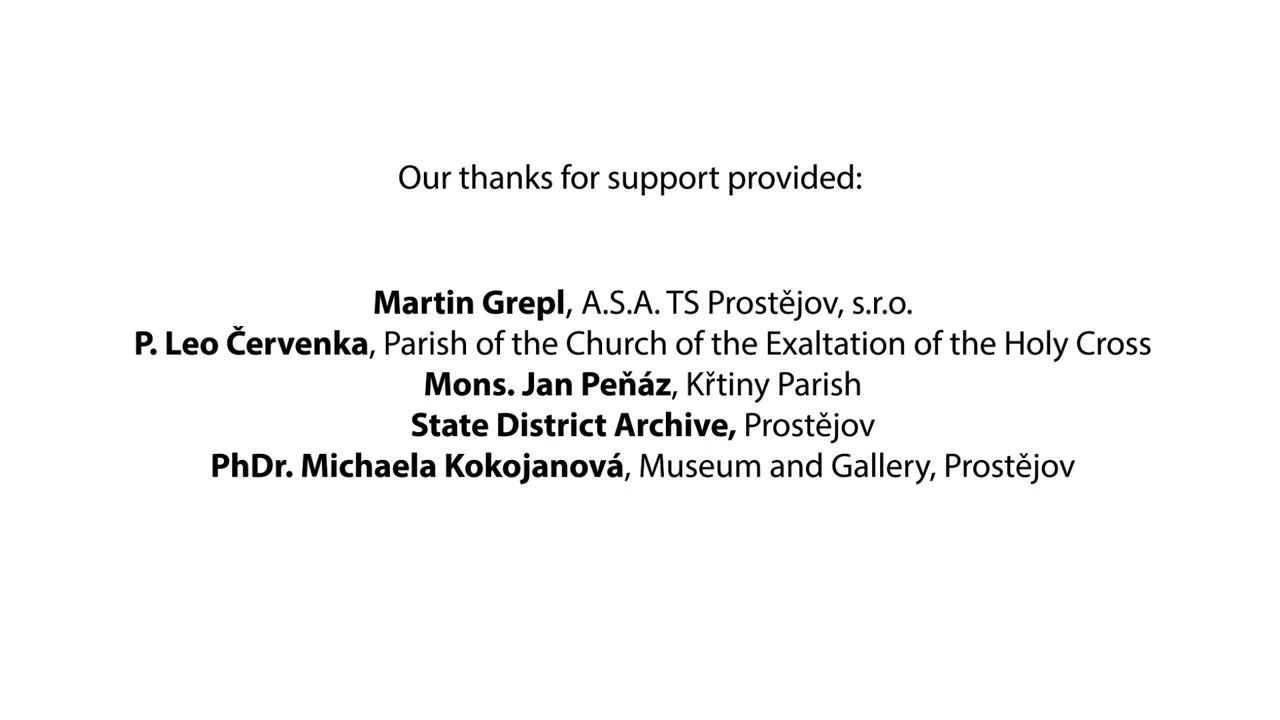 Our thanks for support provided:
Martin Grepl, A.S.A. TS Prostějov, s.r.o.
P. Leo Červenka, Parish of the Church of the Exaltation of the Holy Cross
Mons. Jan Peňáz, Křtiny Parish
State District Archive, Prostějov
PhDr. Michaela Kokojanová, Museum and Gallery, Prostějov